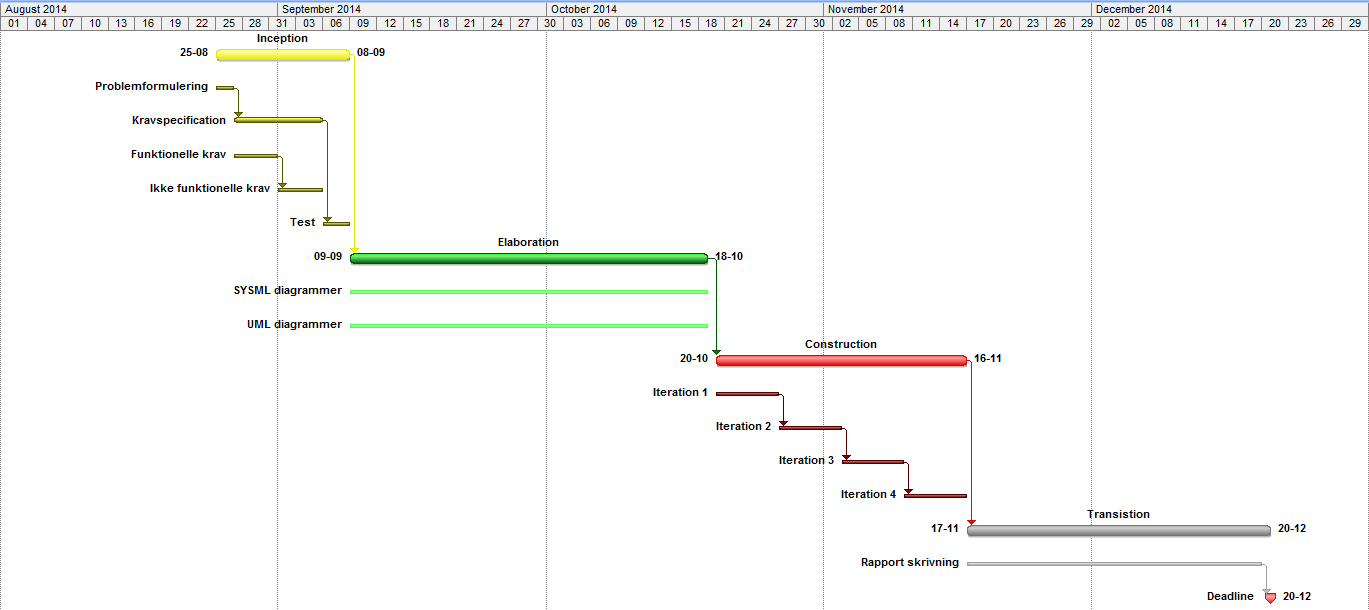 August 2014 September 2014 October 2014 November 2014 December 2014
01 04 07 10 13 16 19 22 25 28 31 03 06 09 12 15 18 21 24 27 30 03 06 09 12 15 18 21 24 27 30 02 05 08 11 14 17 20 23 26 29 02 05 08 11 14 17 20 23 26 29
Inception
25-08 08-09
Problemformulering
Kravspecification
Funktionelle krav
Ikke funktionelle krav
Test
Elaboration
09-09 18-10
SYSML diagrammer
UML diagrammer
Construction
20-10 16-11
Iteration 1
Iteration 2
Iteration 3
Iteration 4
Transistion
17-11 20-12
Rapport skrivning
Deadline 20-12